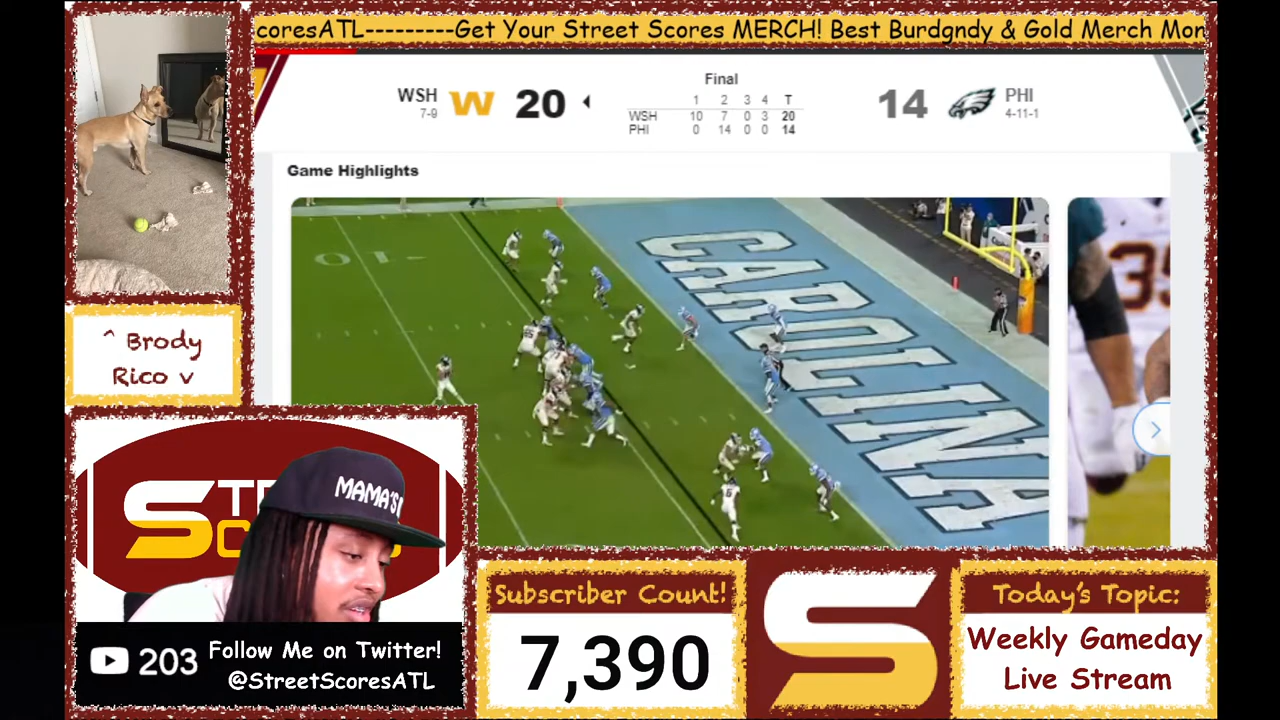 coresATL---------Get Your Street Scores MERCH! Best Burdgndy & Gold Merch Mon
Final
WSH
7-9
W
20
1 2 3 4 T
WSH 10 7 0 3 20
PHI 0 14 0 0 14
14
PHI
4-11-1
Game Highlights
CAROLINA
^ Brody
Rico v
MAMA'S
Subscriber Count!
7,390
Today's Topic:
Weekly Gameday
Live Stream
203
Follow Me on Twitter!
@StreetScoresATL